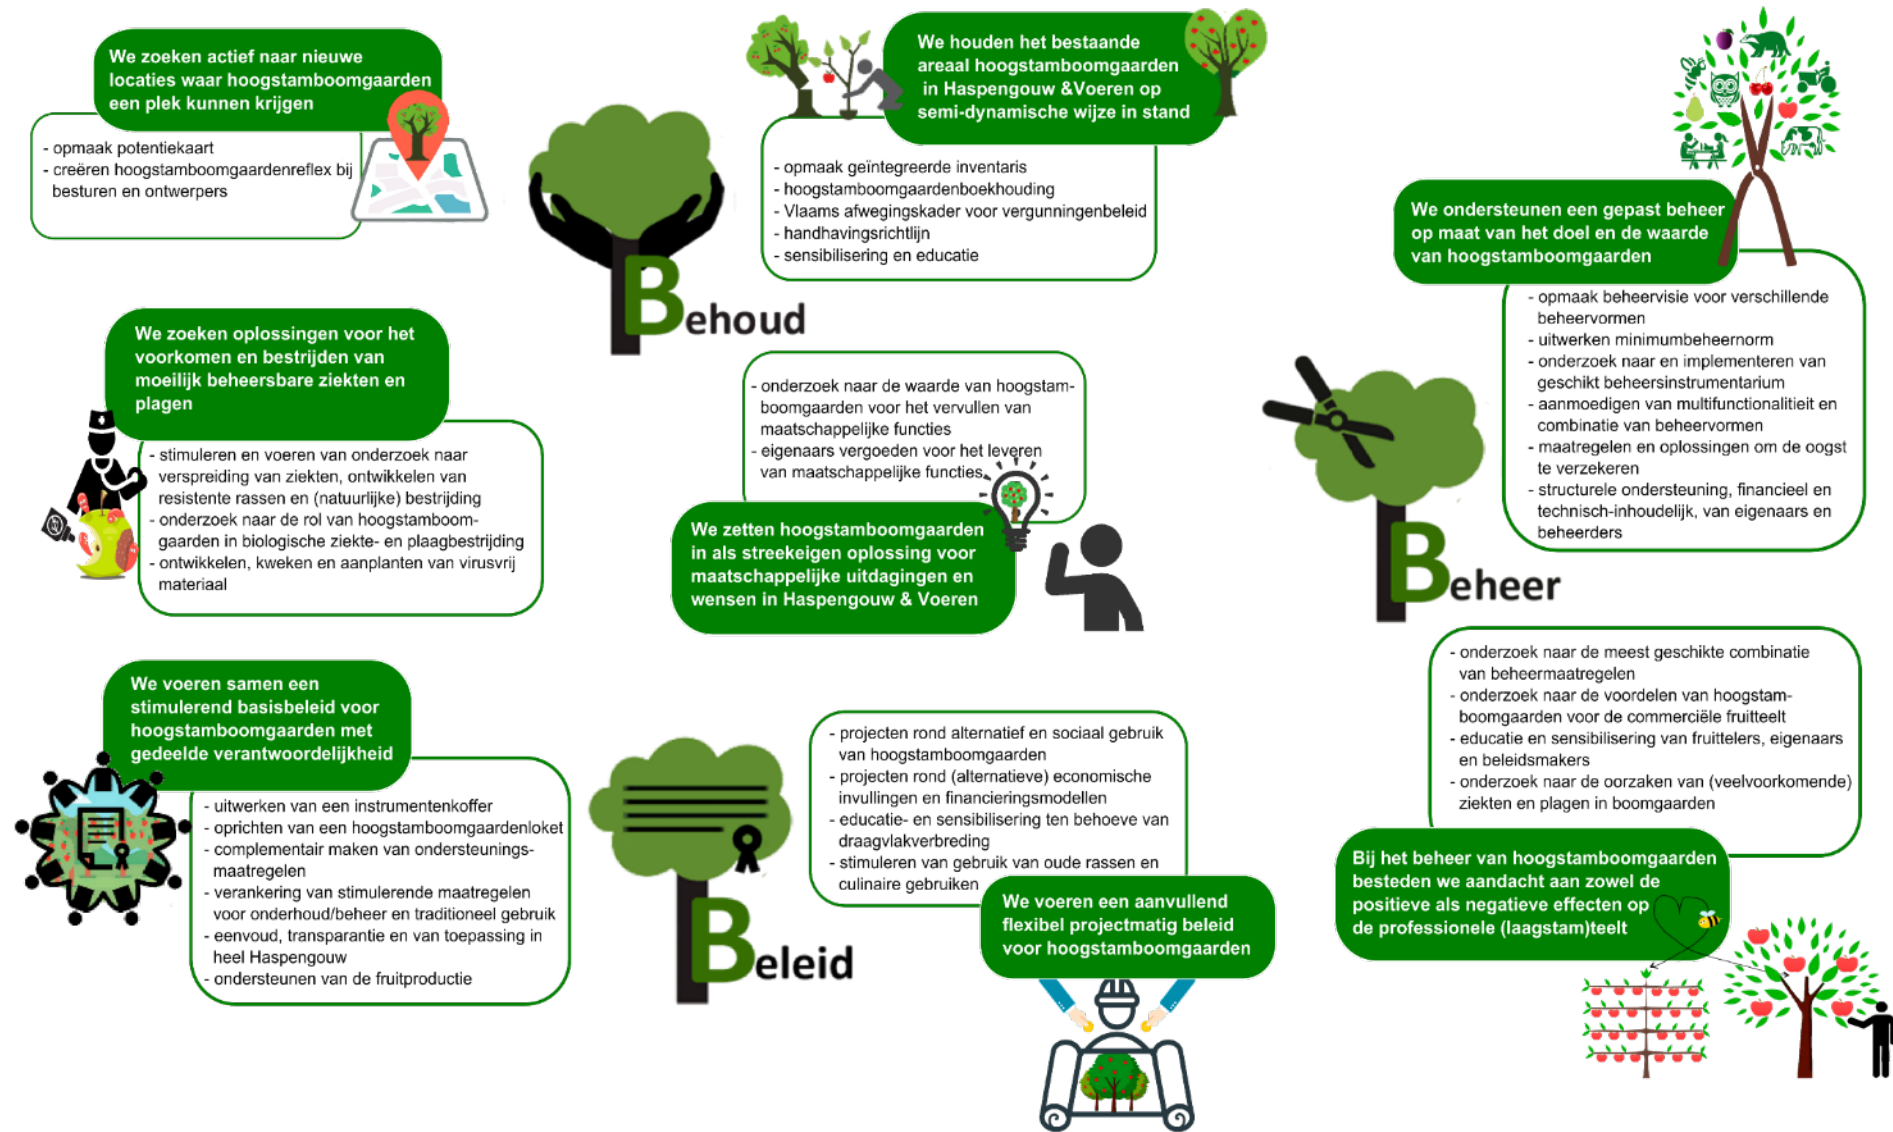 We zoeken actief naar nieuwe
locaties waar hoogstamboomgaarden
een plek kunnen krijgen
- opmaak potentiekaart
- creëren hoogstamboomgaardenreflex bij
besturen en ontwerpers
We houden het bestaande
areaal hoogstamboomgaarden
in Haspengouw &Voeren op
semi-dynamische wijze in stand
- opmaak geïntegreerde inventaris
- hoogstamboomgaardenboekhouding
- Vlaams afwegingskader voor vergunningenbeleid
- handhavingsrichtlijn
- sensibilisering en educatie
Behoud
We zoeken oplossingen voor het
voorkomen en bestrijden van
moeilijk beheersbare ziekten en
plagen
- stimuleren en voeren van onderzoek naar
verspreiding van ziekten, ontwikkelen van
resistente rassen en (natuurlijke) bestrijding
- onderzoek naar de rol van hoogstamboom-
gaarden in biologische ziekte- en plaagbestrijding
- ontwikkelen, kweken en aanplanten van virusvrij
materiaal
- onderzoek naar de waarde van hoogstam-
boomgaarden voor het vervullen van
maatschappelijke functies
- eigenaars vergoeden voor het leveren
van maatschappelijke functies
We zetten hoogstamboomgaarden
in als streekeigen oplossing voor
maatschappelijke uitdagingen en
wensen in Haspengouw & Voeren
We ondersteunen een gepast beheer
op maat van het doel en de waarde
van hoogstamboomgaarden
- opmaak beheervisie voor verschillende
beheervormen
- uitwerken minimumbeheernorm
- onderzoek naar en implementeren van
geschikt beheersinstrumentarium
- aanmoedigen van multifunctionalitieit en
combinatie van beheervormen
- maatregelen en oplossingen om de oogst
te verzekeren
- structurele ondersteuning, financieel en
technisch-inhoudelijk, van eigenaars en
beheerders
Beheer
- onderzoek naar de meest geschikte combinatie
van beheermaatregelen
- onderzoek naar de voordelen van hoogstam-
boomgaarden voor de commerciële fruitteelt
- educatie en sensibilisering van fruittelers, eigenaars
en beleidsmakers
- onderzoek naar de oorzaken van (veelvoorkomende)
ziekten en plagen in boomgaarden
Bij het beheer van hoogstamboomgaarden
besteden we aandacht aan zowel de
positieve als negatieve effecten op
de professionele (laagstam)teelt
We voeren samen een
stimulerend basisbeleid voor
hoogstamboomgaarden met
gedeelde verantwoordelijkheid
- uitwerken van een instrumentenkoffer
- oprichten van een hoogstamboomgaardenloket
- complementair maken van ondersteunings-
maatregelen
- verankering van stimulerende maatregelen
voor onderhoud/beheer en traditioneel gebruik
- eenvoud, transparantie en van toepassing in
heel Haspengouw
- ondersteunen van de fruitproductie
Beleid
- projecten rond alternatief en sociaal gebruik
van hoogstamboomgaarden
- projecten rond (alternatieve) economische
invullingen en financieringsmodellen
- educatie- en sensibilisering ten behoeve van
draagvlakverbreding
- stimuleren van gebruik van oude rassen en
culinaire gebruiken
We voeren een aanvullend
flexibel projectmatig beleid
voor hoogstamboomgaarden